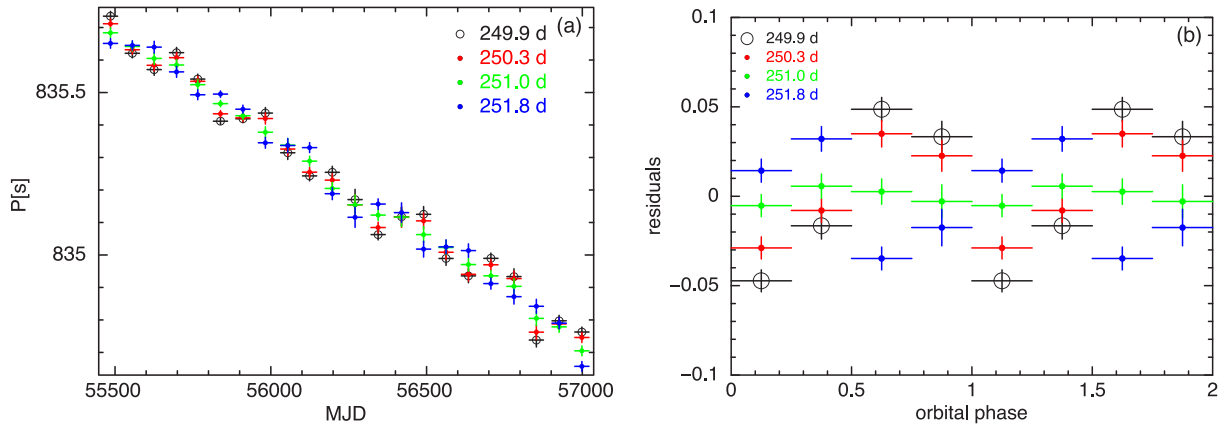 (a)
249.9 d
250.3 d
251.0 d
251.8 d
P[s]
835.5
835
55500
56000
56500
57000
MJD
(b)
249.9 d
250.3 d
251.0 d
251.8 d
residuals
0.1
0.05
0
−0.05
−0.1
0
0.5
1
1.5
2
orbital phase